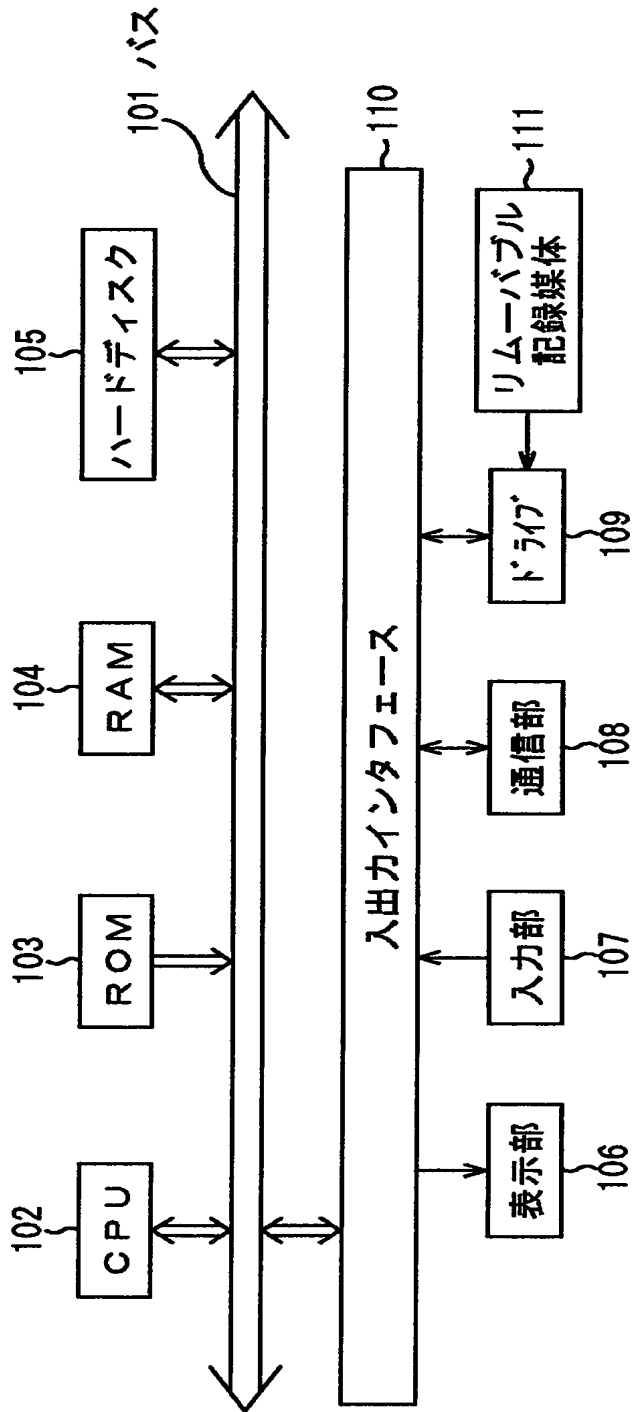 102
103
104
105
CPU
ROM
RAM
ハードディスク
101 バス
110
入出力インタフェース
111
表示部
入力部
通信部
ドライブ
リムーバブル
記録媒体
106
107
108
109